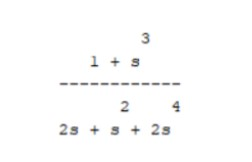 3
1 + s
------------
2 4
2s + s + 2s